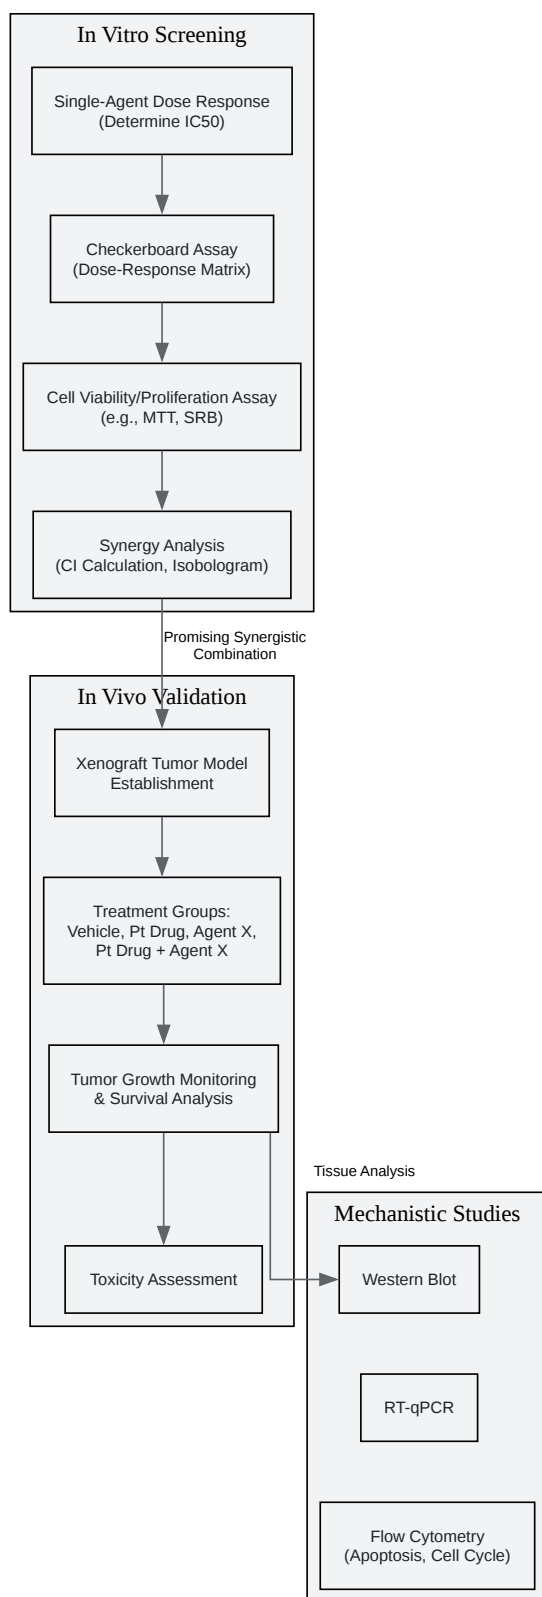 In Vitro Screening
Single-Agent Dose Response
(Determine IC50)
Checkerboard Assay
(Dose-Response Matrix)
Cell Viability/Proliferation Assay
(e.g., MTT, SRB)
Synergy Analysis
(CI Calculation, Isobologram)
Promising Synergistic
Combination
In Vivo Validation
Xenograft Tumor Model
Establishment
Treatment Groups:
Vehicle, Pt Drug, Agent X,
Pt Drug + Agent X
Tumor Growth Monitoring
& Survival Analysis
Tissue Analysis
Toxicity Assessment
Mechanistic Studies
Western Blot
RT-qPCR
Flow Cytometry
(Apoptosis, Cell Cycle)